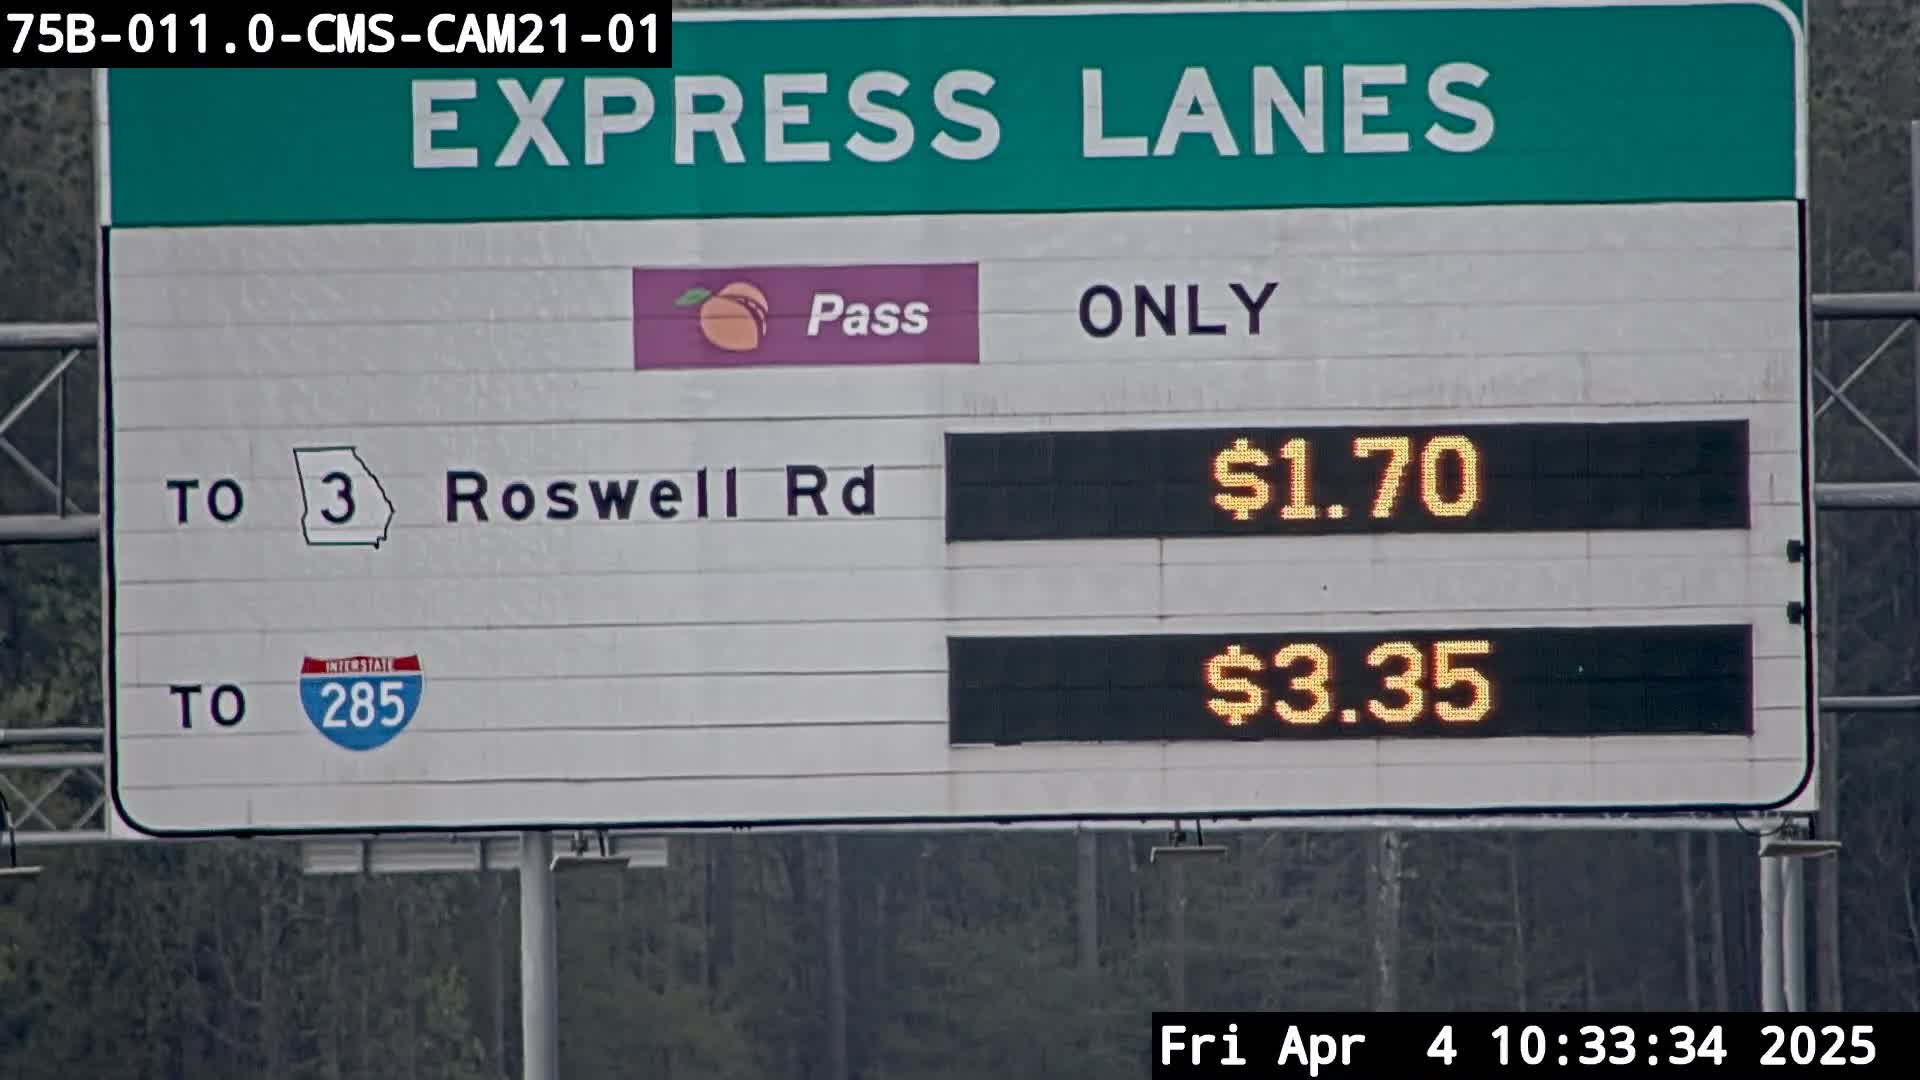 75B-011.0-CMS-CAM21-01
EXPRESS LANES
Pass ONLY
TO 3 Roswell Rd $1.70
INTERSTATE
TO 285 $3.35
Fri Apr 4 10:33:34 2025